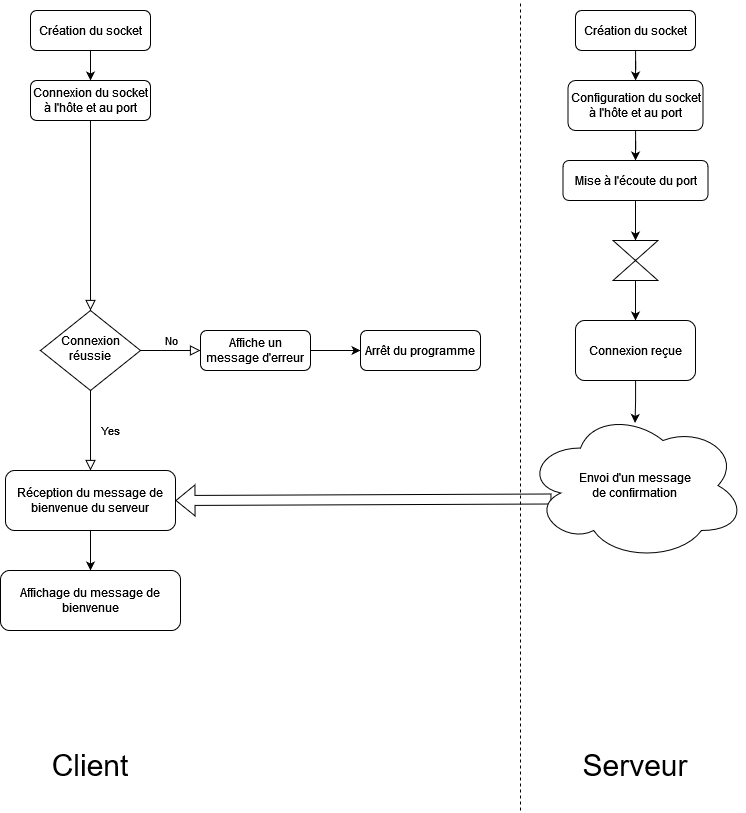 Création du socket
Connexion du socket
à l'hôte et au port
Connexion
réussie
No
Affiche un
message d'erreur
Arrêt du programme
Yes
Réception du message de
bienvenue du serveur
Affichage du message de
bienvenue
Client
Création du socket
Configuration du socket
à l'hôte et au port
Mise à l'écoute du port
Connexion reçue
Envoi d'un message
de confirmation
Serveur